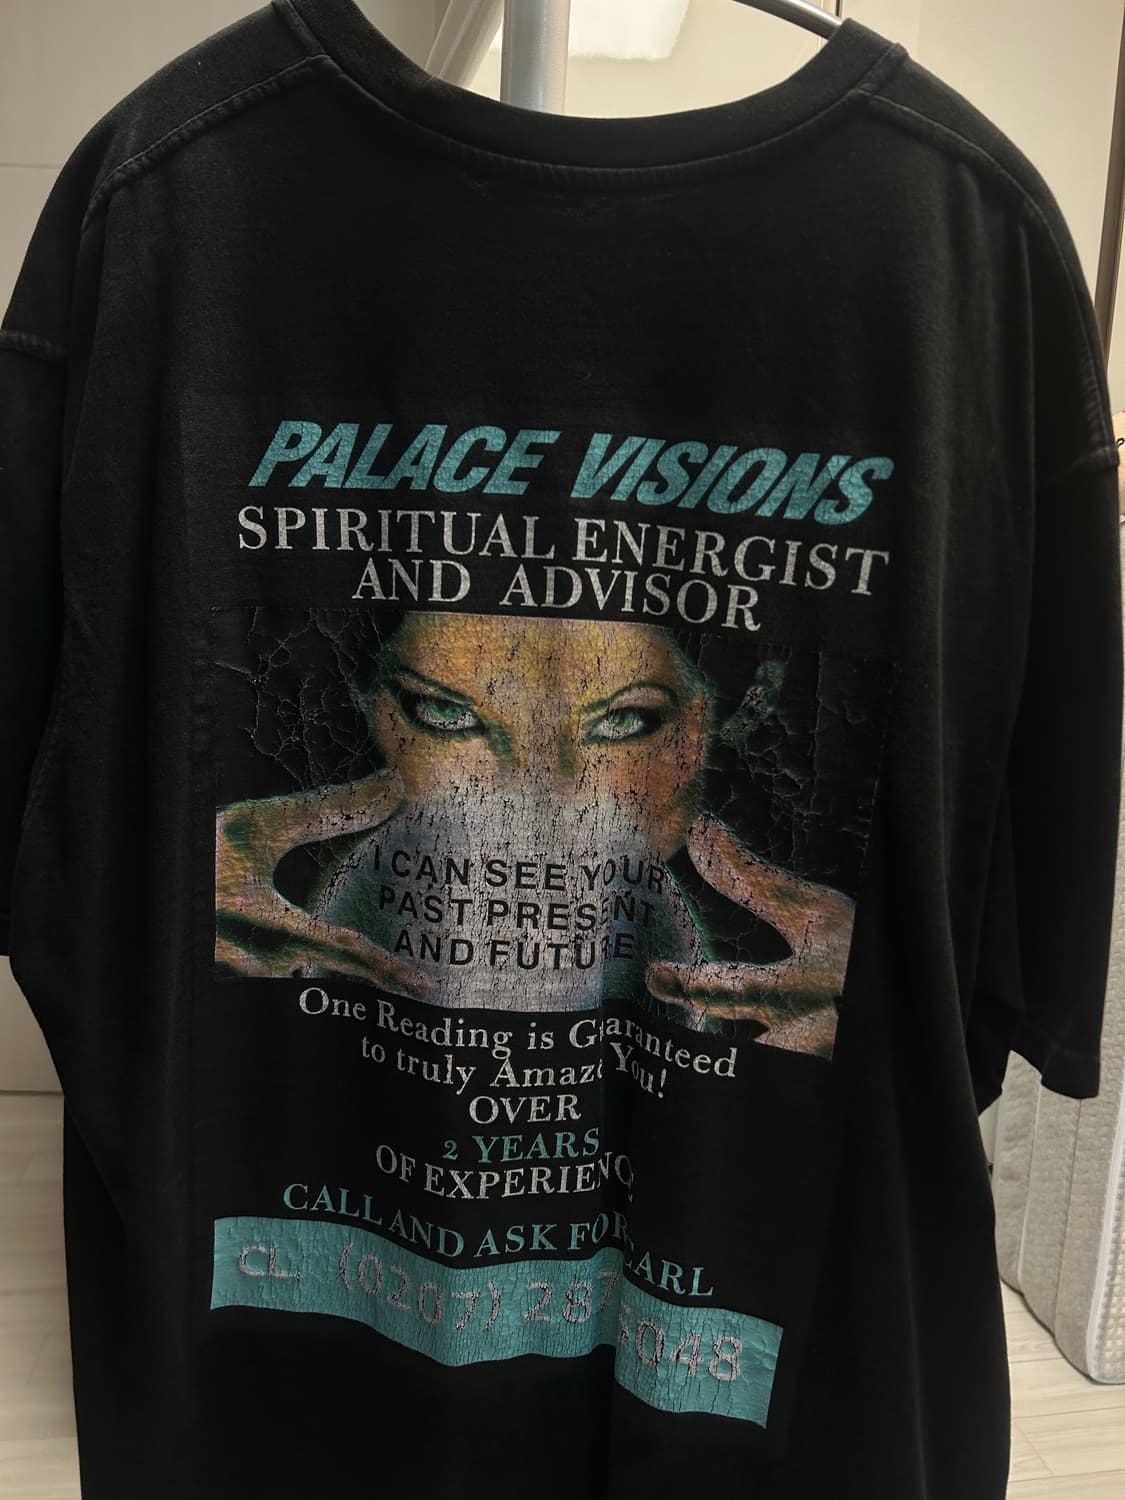 PALACE VISIONS
SPIRITUAL ENERGIST
AND ADVISOR
I CAN SEE YOUR
PAST PRESENT
AND FUTURE
One Reading is Guaranteed
to truly Amaze You!
OVER
2 YEARS
OF EXPERIENCE
CALL AND ASK FOR